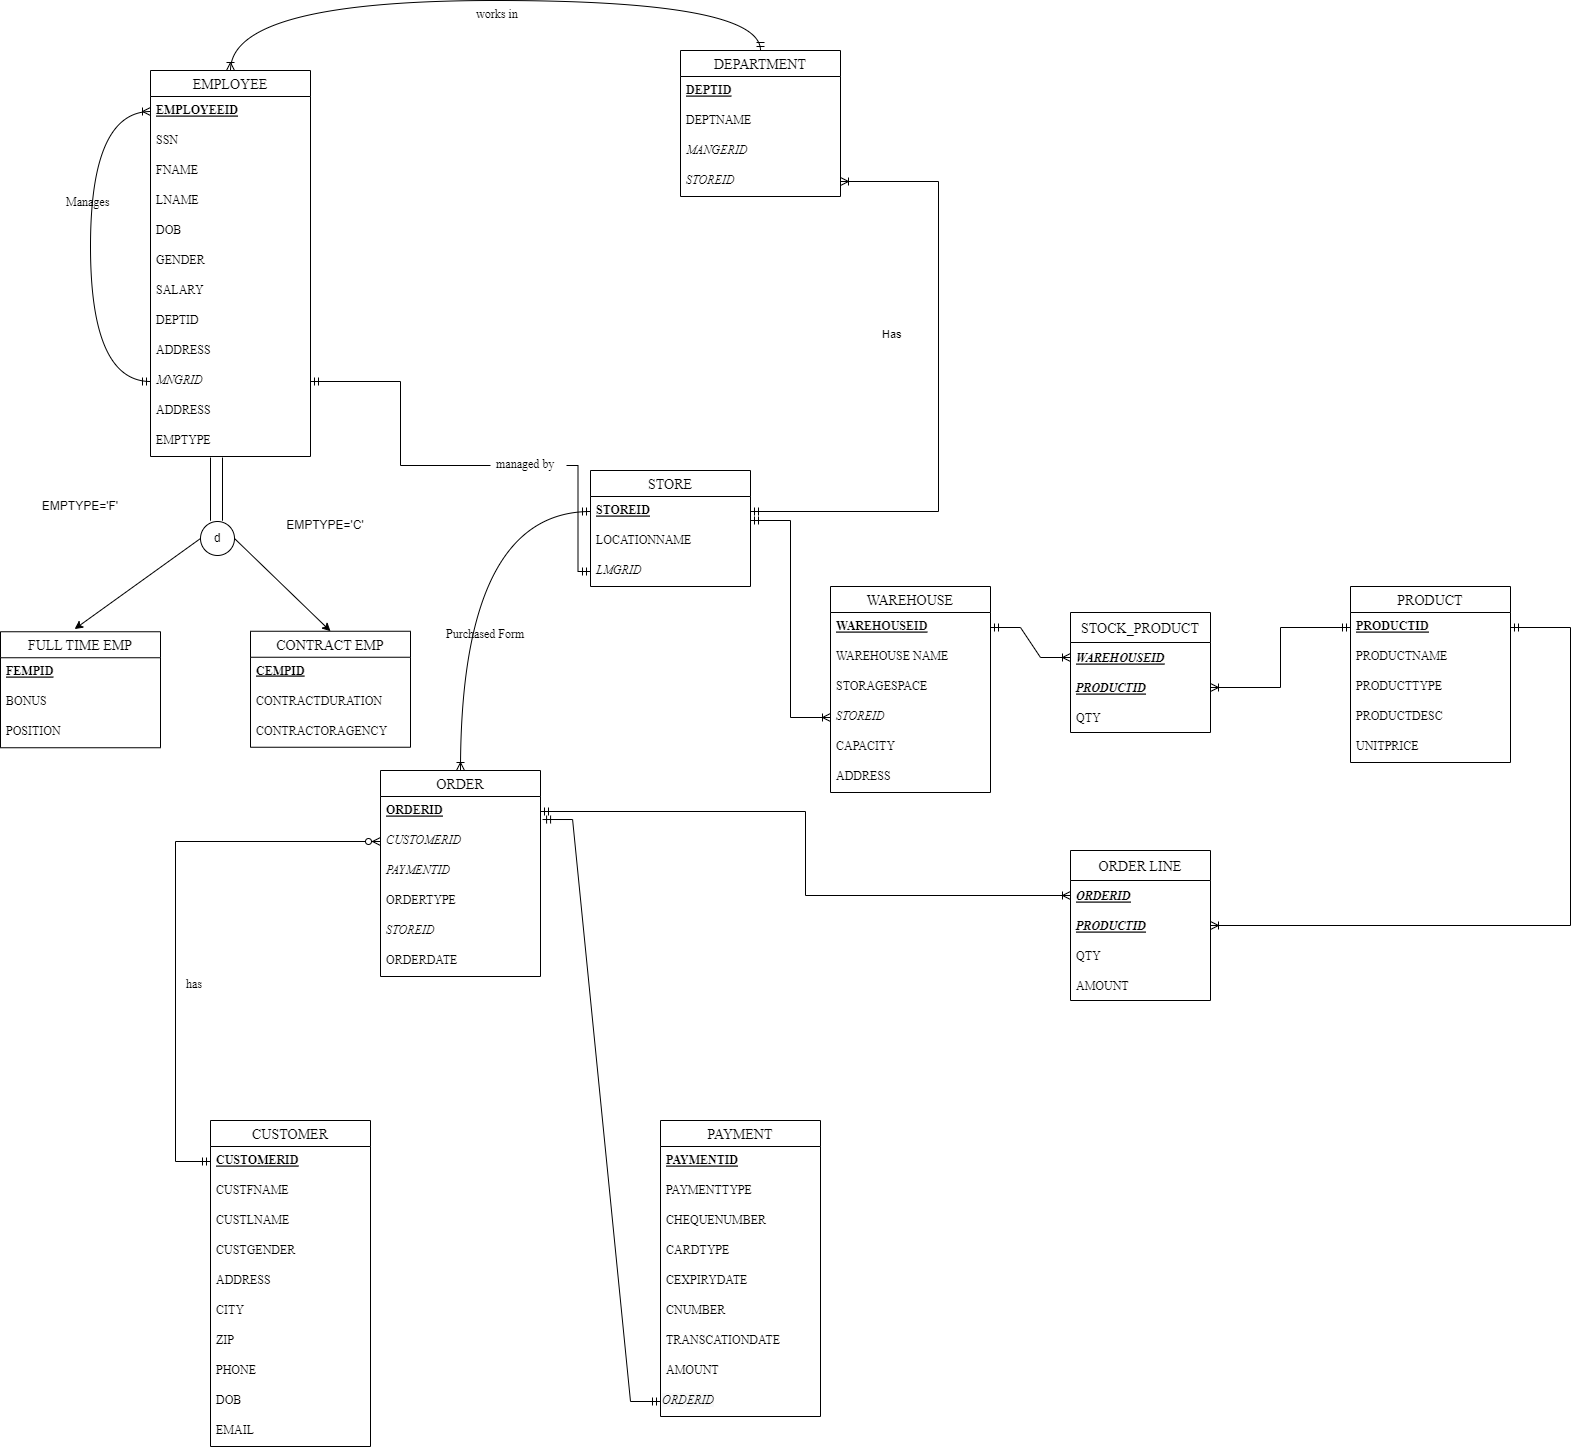 works in
EMPLOYEE
EMPLOYEEID
SSN
FNAME
LNAME
DOB
GENDER
SALARY
DEPTID
ADDRESS
MNGRID
ADDRESS
EMPTYPE
Manages
DEPARTMENT
DEPTID
DEPTNAME
MANGERID
STOREID
Has
managed by
EMPTYPE='F'
EMPTYPE='C'
d
FULL TIME EMP
FEMPID
BONUS
POSITION
CONTRACT EMP
CEMPID
CONTRACTDURATION
CONTRACTORAGENCY
STORE
STOREID
LOCATIONNAME
LMGRID
Purchased Form
WAREHOUSE
WAREHOUSEID
WAREHOUSE NAME
STORAGESPACE
STOREID
CAPACITY
ADDRESS
STOCK_PRODUCT
WAREHOUSEID
PRODUCTID
QTY
PRODUCT
PRODUCTID
PRODUCTNAME
PRODUCTTYPE
PRODUCTDESC
UNITPRICE
ORDER
ORDERID
CUSTOMERID
PAYMENTID
ORDERTYPE
STOREID
ORDERDATE
ORDER LINE
ORDERID
PRODUCTID
QTY
AMOUNT
has
CUSTOMER
CUSTOMERID
CUSTFNAME
CUSTLNAME
CUSTGENDER
ADDRESS
CITY
ZIP
PHONE
DOB
EMAIL
PAYMENT
PAYMENTID
PAYMENTTYPE
CHEQUENUMBER
CARDTYPE
CEXPIRYDATE
CNUMBER
TRANSCATIONDATE
AMOUNT
ORDERID